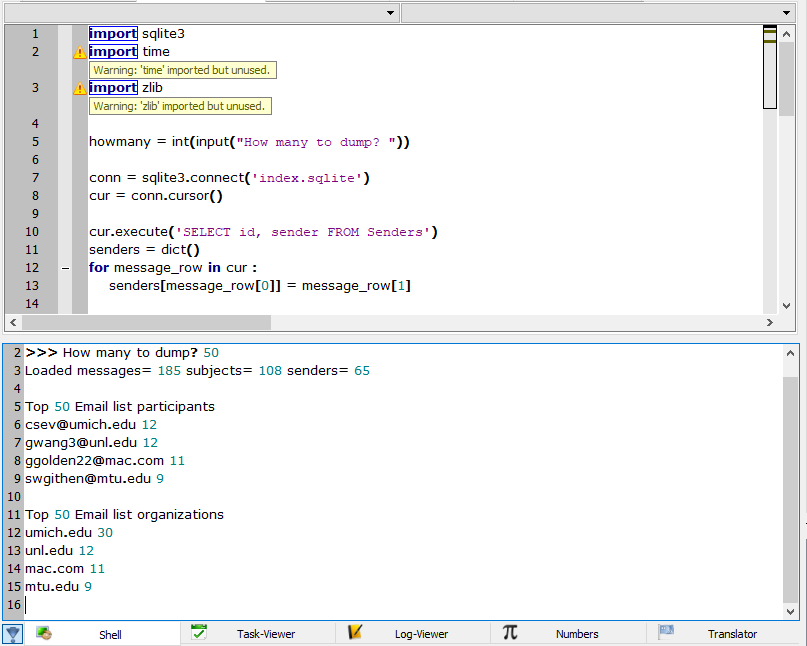 1 import sqlite3
2 import time
Warning: 'time' imported but unused.
3 import zlib
Warning: 'zlib' imported but unused.
4
5 howmany = int(input("How many to dump? "))
6
7 conn = sqlite3.connect('index.sqlite')
8 cur = conn.cursor()
9
10 cur.execute('SELECT id, sender FROM Senders')
11 senders = dict()
12 for message_row in cur :
13 senders[message_row[0]] = message_row[1]
14
2 >>> How many to dump? 50
3 Loaded messages= 185 subjects= 108 senders= 65
4
5 Top 50 Email list participants
6 csev@umich.edu 12
7 gwang3@unl.edu 12
8 ggolden22@mac.com 11
9 swgithen@mtu.edu 9
10
11 Top 50 Email list organizations
12 umich.edu 30
13 unl.edu 12
14 mac.com 11
15 mtu.edu 9
16
Shell Task-Viewer Log-Viewer π Numbers Translator